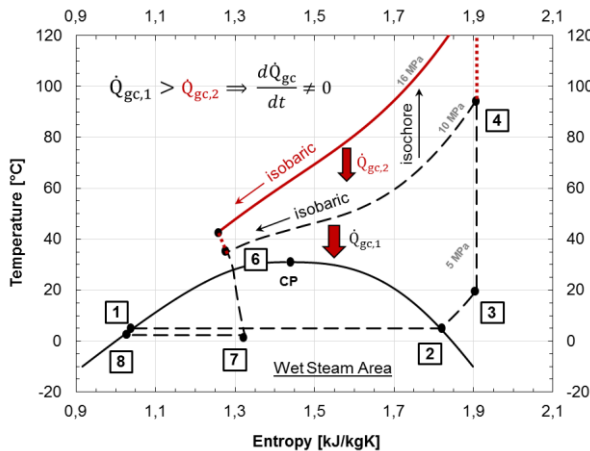 0,9 1,1 1,3 1,5 1,7 1,9 2,1
120 120
Q̇gc,1 > Q̇gc,2 ⇒ dQ̇gc/dt ≠ 0
16 MPa
100 100
10 MPa
4
isochore
80 80
isobaric
Q̇gc,2
60 60
isobaric
Q̇gc,1
5 MPa
40 40
6
CP
20 20
1
3
0 0
8
7
2
Wet Steam Area
-20 -20
0,9 1,1 1,3 1,5 1,7 1,9 2,1
Temperature [°C]
Entropy [kJ/kgK]